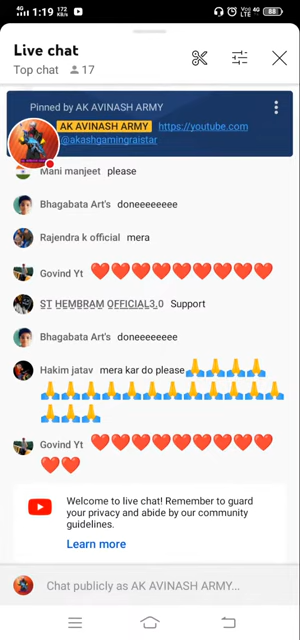 4G 1:19 172 KB/s Vo LTE 4G 88
Live chat
Top chat 17
Pinned by AK AVINASH ARMY
AK AVINASH ARMY https://youtube.com
@akashgamingraistar
Mani manjeet please
Bhagabata Art's doneeeeeeee
Rajendra k official mera
Govind Yt ❤️❤️❤️❤️❤️❤️❤️❤️❤️
ST HEMBRAM OFFICIAL3.0 Support
Bhagabata Art's doneeeeeeee
Hakim jatav mera kar do please🙏🙏🙏🙏
🙏🙏🙏🙏🙏🙏🙏🙏🙏🙏🙏🙏
🙏🙏🙏
Govind Yt ❤️❤️❤️❤️❤️❤️❤️❤️❤️
❤️❤️
Welcome to live chat! Remember to guard
your privacy and abide by our community
guidelines.
Learn more
Chat publicly as AK AVINASH ARMY...